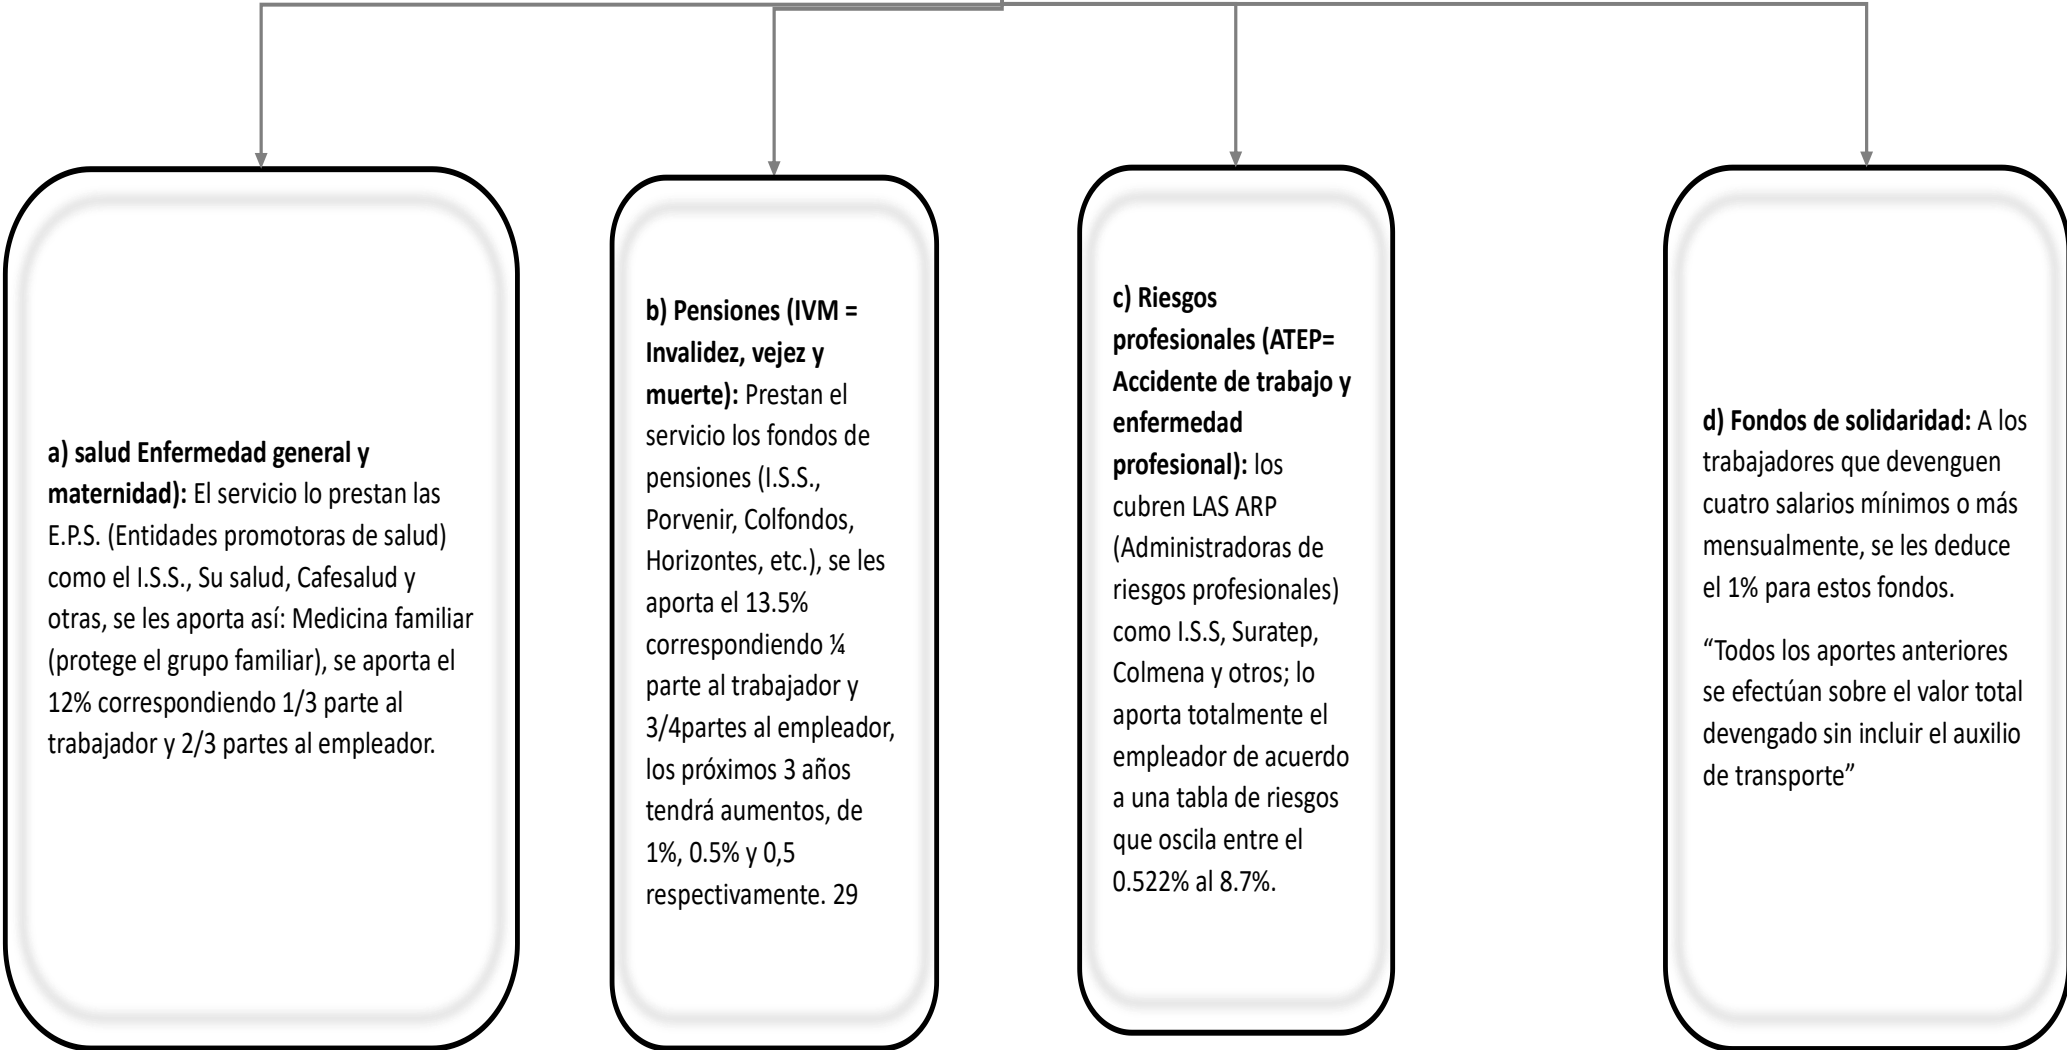 a) salud Enfermedad general y
maternidad): El servicio lo prestan las
E.P.S. (Entidades promotoras de salud)
como el I.S.S., Su salud, Cafesalud y
otras, se les aporta así: Medicina familiar
(protege el grupo familiar), se aporta el
12% correspondiendo 1/3 parte al
trabajador y 2/3 partes al empleador.
b) Pensiones (IVM =
Invalidez, vejez y
muerte): Prestan el
servicio los fondos de
pensiones (I.S.S.,
Porvenir, Colfondos,
Horizontes, etc.), se les
aporta el 13.5%
correspondiendo ¼
parte al trabajador y
3/4partes al empleador,
los próximos 3 años
tendrá aumentos, de
1%, 0.5% y 0,5
respectivamente. 29
c) Riesgos
profesionales (ATEP=
Accidente de trabajo y
enfermedad
profesional): los
cubren LAS ARP
(Administradoras de
riesgos profesionales)
como I.S.S, Suratep,
Colmena y otros; lo
aporta totalmente el
empleador de acuerdo
a una tabla de riesgos
que oscila entre el
0.522% al 8.7%.
d) Fondos de solidaridad: A los
trabajadores que devenguen
cuatro salarios mínimos o más
mensualmente, se les deduce
el 1% para estos fondos.
“Todos los aportes anteriores
se efectúan sobre el valor total
devengado sin incluir el auxilio
de transporte”